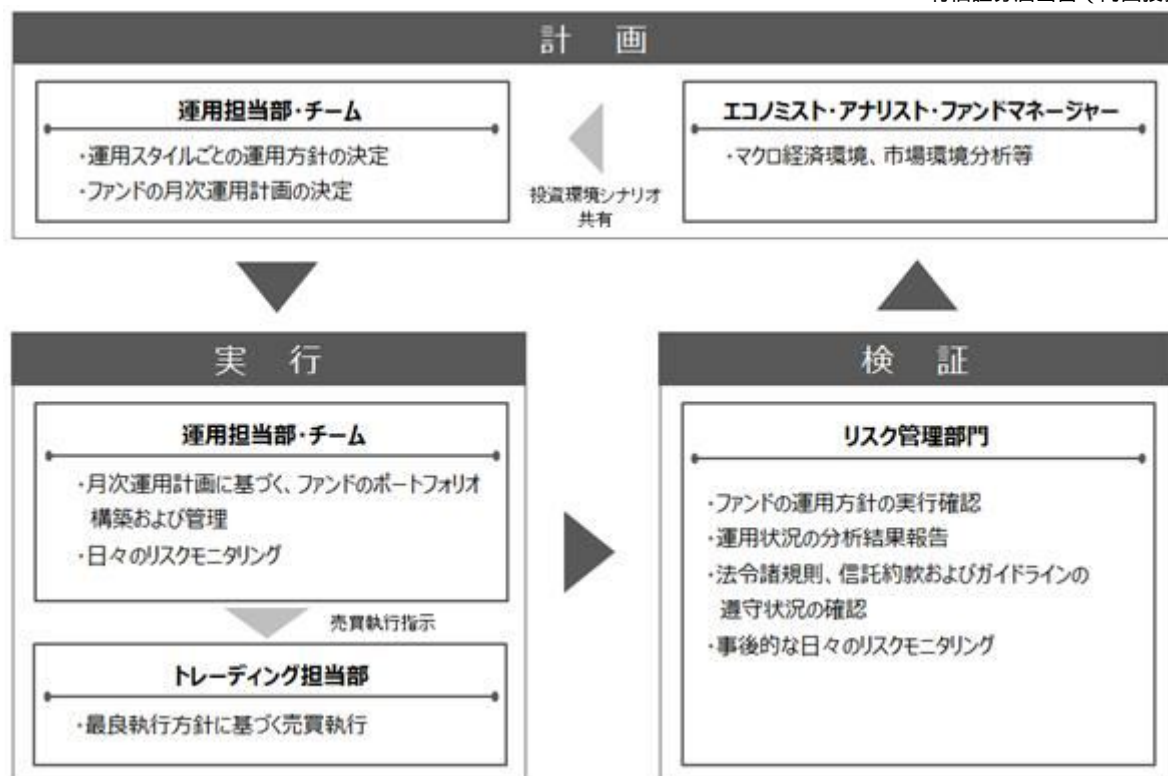 計 画
運用担当部・チーム
・運用スタイルごとの運用方針の決定
・ファンドの月次運用計画の決定
投資環境シナリオ
共有
エコノミスト・アナリスト・ファンドマネージャー
・マクロ経済環境、市場環境分析等
実 行
運用担当部・チーム
・月次運用計画に基づく、ファンドのポートフォリオ
構築および管理
・日々のリスクモニタリング
売買執行指示
トレーディング担当部
・最良執行方針に基づく売買執行
検 証
リスク管理部門
・ファンドの運用方針の実行確認
・運用状況の分析結果報告
・法令諸規則、信託約款およびガイドラインの
遵守状況の確認
・事後的な日々のリスクモニタリング